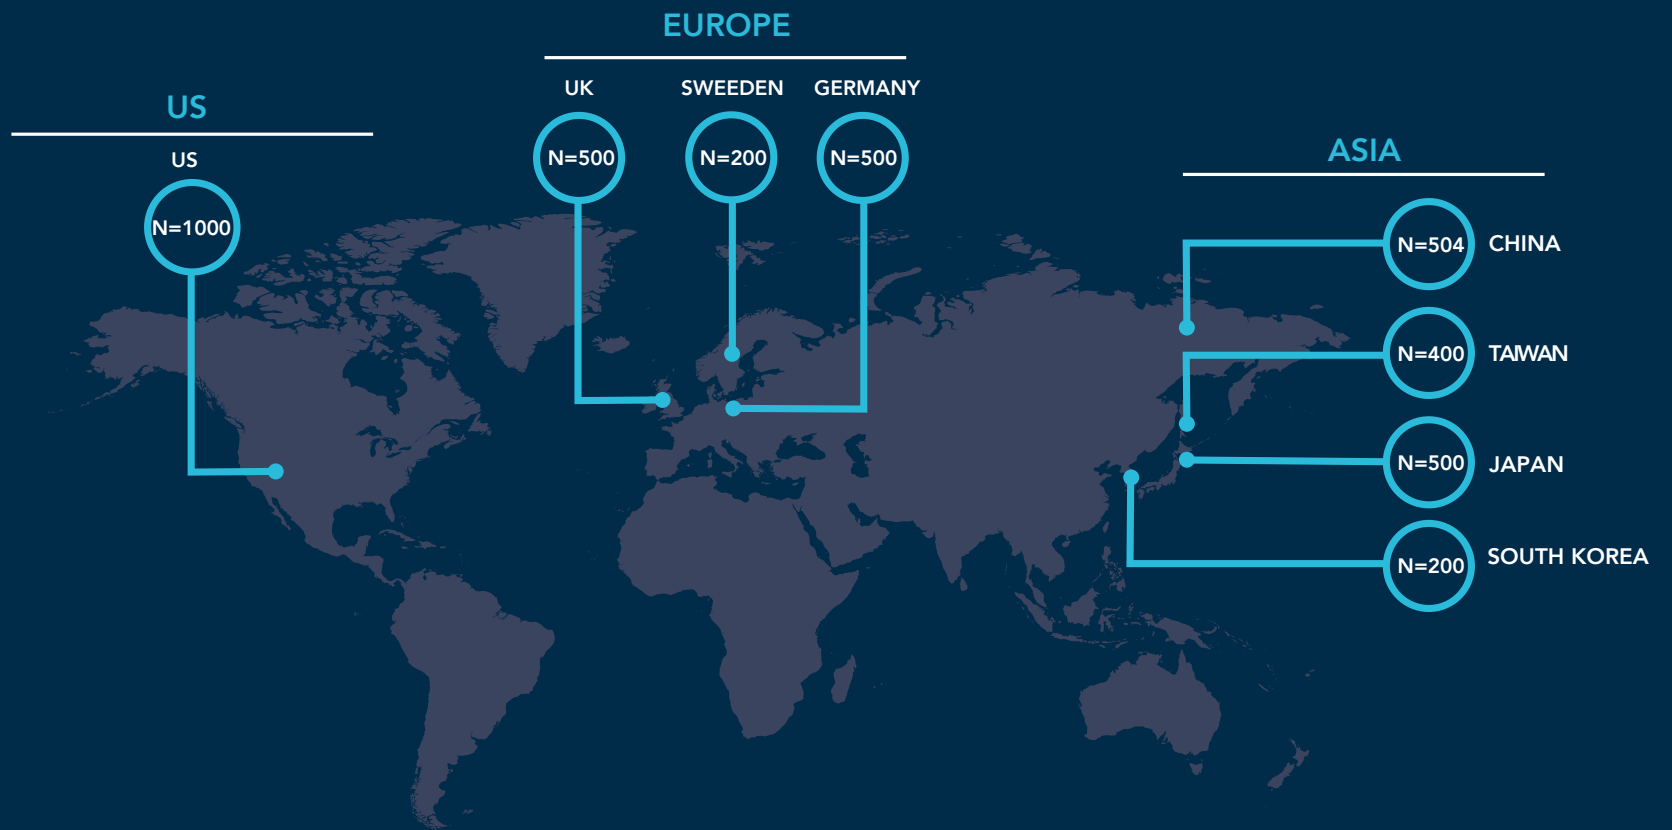 US
US
N=1000
EUROPE
UK SWEEDEN GERMANY
N=500 N=200 N=500
ASIA
N=504 CHINA
N=400 TAIWAN
N=500 JAPAN
N=200 SOUTH KOREA